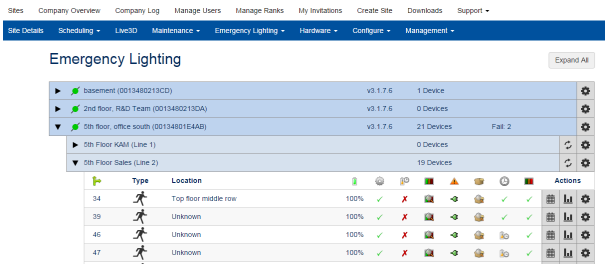 Sites Company Overview Company Log Manage Users Manage Ranks My Invitations Create Site Downloads Support
Site Details Scheduling Live3D Maintenance Emergency Lighting Hardware Configure Management
Emergency Lighting
Expand All
basement (0013480213CD) v3.1.7.6 1 Device
2nd floor, R&D Team (0013480213DA) v3.1.7.6 0 Devices
5th floor, office south (00134801E4AB) v3.1.7.6 21 Devices Fail: 2
5th Floor KAM (Line 1) 0 Devices
5th Floor Sales (Line 2) 19 Devices
Type Location Actions
34 Top floor middle row 100%
39 Unknown 100%
46 Unknown 100%
47 Unknown 100%